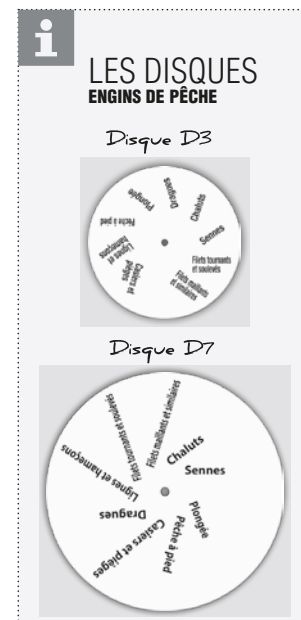 i
LES DISQUES
ENGINS DE PÊCHE
Disque D3
Plongée
Dragues
Chaluts
Sennes
Filets tournants
et soulevés
Filets maillants
et similaires
Casiers et
pièges
Lignes et
hameçons
Pêche à pied
Disque D7
Filets tournants et soulevés
Filets maillants et similaires
Chaluts
Sennes
Plongée
Pêche à pied
Casiers et pièges
Dragues
Lignes et hameçons